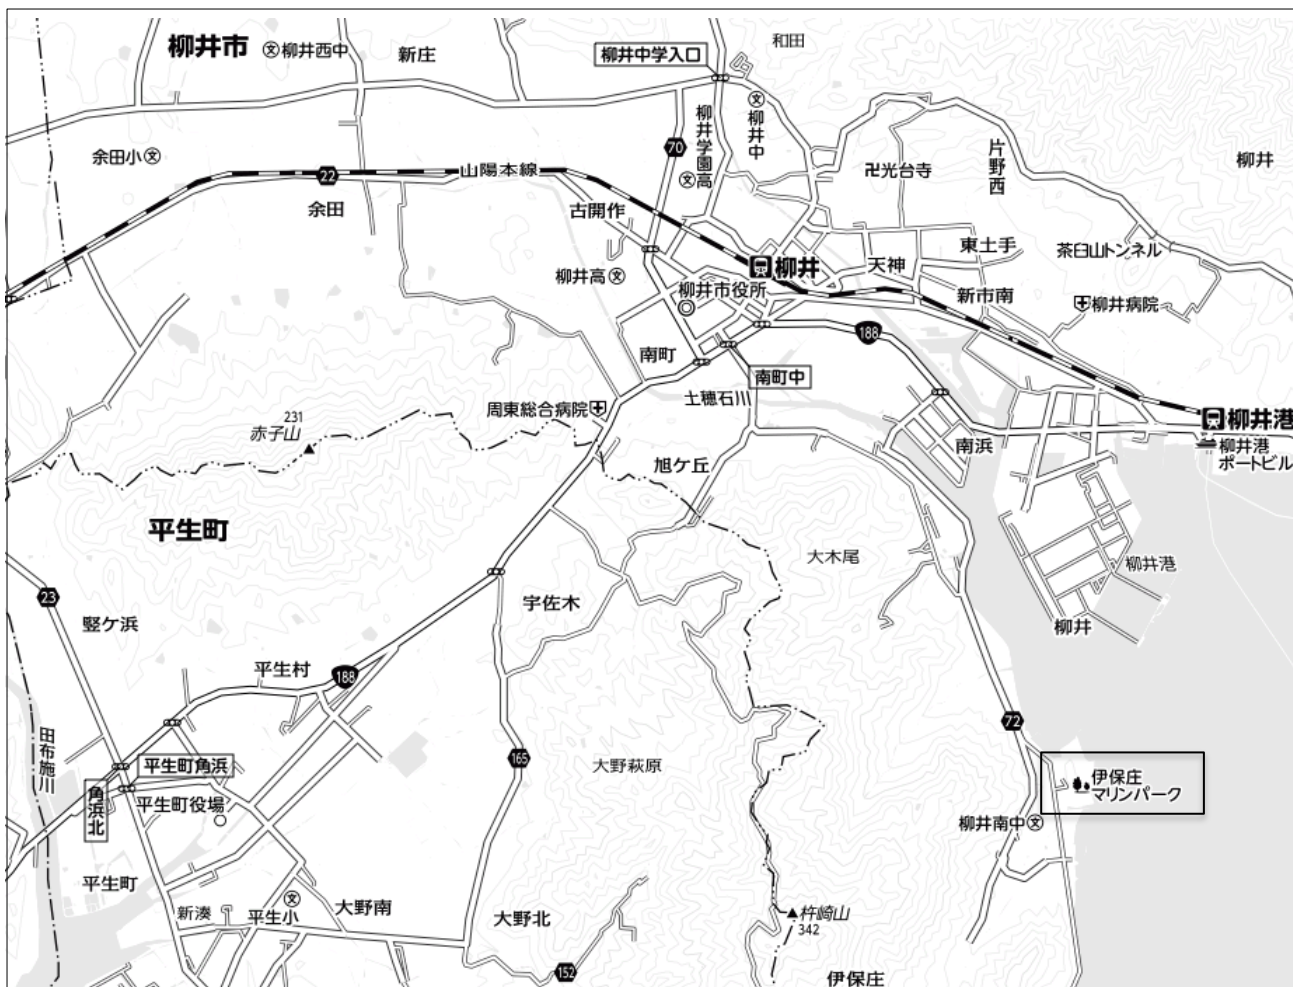 柳井市
柳井西中
新庄
柳井中学入口
和田
余田小
22
余田
山陽本線
70
柳井学園高
柳井中
卍光台寺
片野西
柳井
古開作
柳井高
柳井
柳井市役所
天神
東土手
新市南
茶臼山トンネル
柳井病院
188
南町
南町中
土穂石川
周東総合病院
231
赤子山
旭ケ丘
南浜
柳井港
柳井港
ポートビル
平生町
大木尾
柳井港
柳井
23
竪ケ浜
宇佐木
平生村
188
田布施川
165
大野萩原
72
平生町角浜
角浜北
平生町役場
伊保庄
マリンパーク
柳井南中
平生町
新湊
平生小
大野南
大野北
杵崎山
342
152
伊保庄